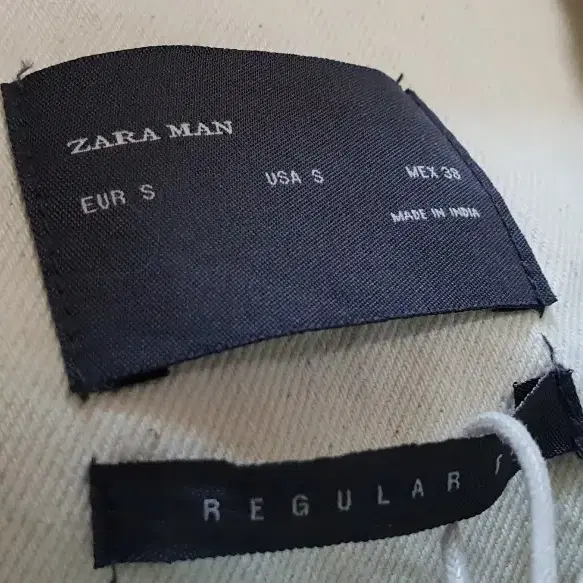 ZARA MAN
EUR S USA S MEX 38
MADE IN INDIA
REGULAR